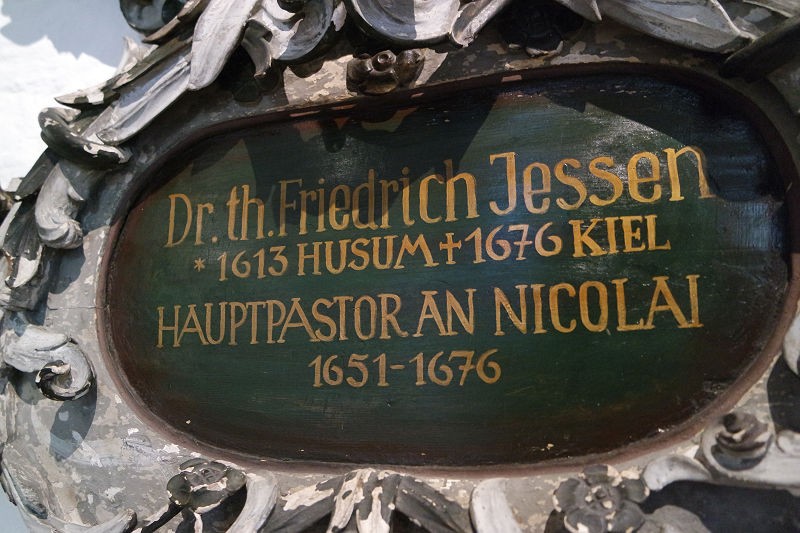 Dr. th. Friedrich Jessen
* 1613 HUSUM + 1676 KIEL
HAUPTPASTOR AN NICOLAI
1651-1676